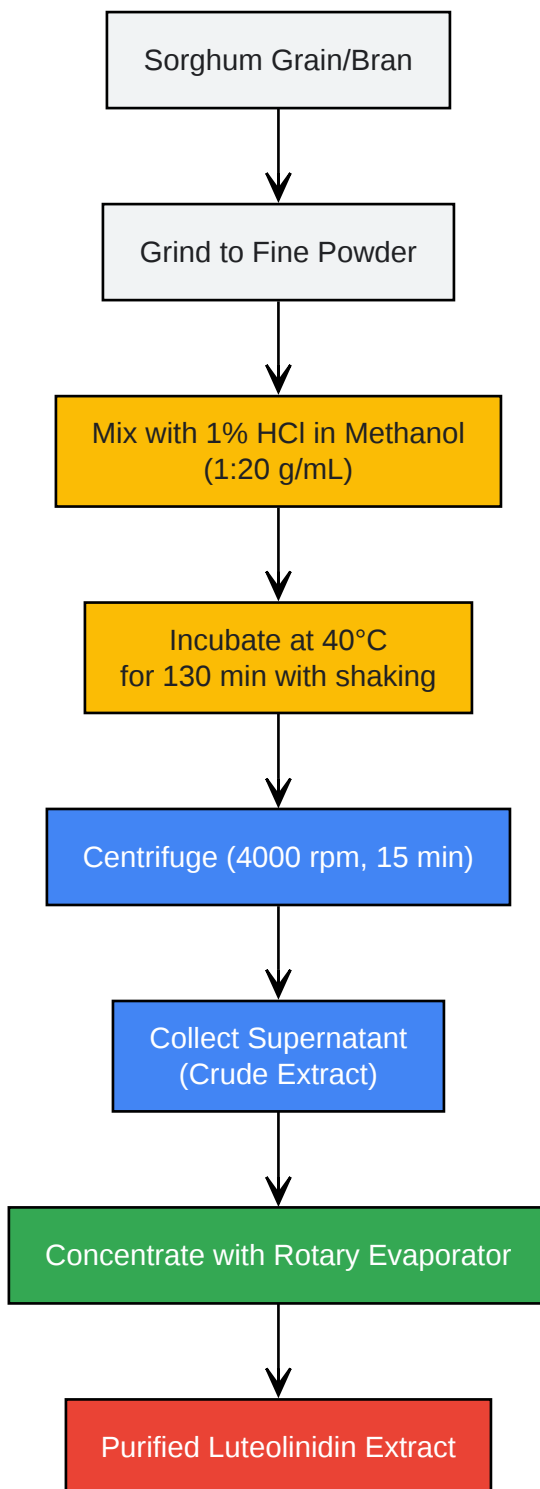 Sorghum Grain/Bran
Grind to Fine Powder
Mix with 1% HCl in Methanol
(1:20 g/mL)
Incubate at 40°C
for 130 min with shaking
Centrifuge (4000 rpm, 15 min)
Collect Supernatant
(Crude Extract)
Concentrate with Rotary Evaporator
Purified Luteolinidin Extract